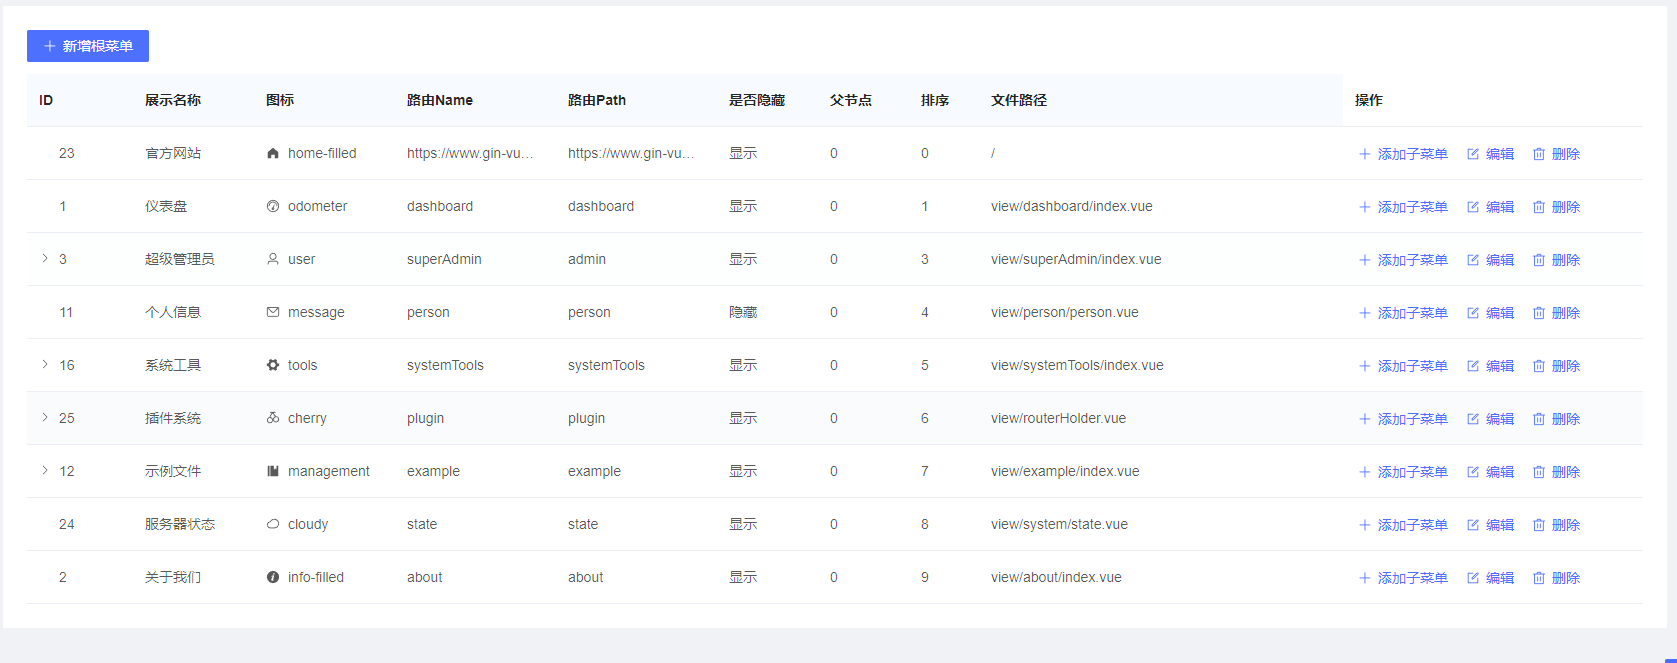 新增根菜单
ID 展示名称 图标 路由Name 路由Path 是否隐藏 父节点 排序 文件路径 操作
23 官方网站 home-filled https://www.gin-vu... https://www.gin-vu... 显示 0 0 / 添加子菜单 编辑 删除
1 仪表盘 odometer dashboard dashboard 显示 0 1 view/dashboard/index.vue 添加子菜单 编辑 删除
3 超级管理员 user superAdmin admin 显示 0 3 view/superAdmin/index.vue 添加子菜单 编辑 删除
11 个人信息 message person person 隐藏 0 4 view/person/person.vue 添加子菜单 编辑 删除
16 系统工具 tools systemTools systemTools 显示 0 5 view/systemTools/index.vue 添加子菜单 编辑 删除
25 插件系统 cherry plugin plugin 显示 0 6 view/routerHolder.vue 添加子菜单 编辑 删除
12 示例文件 management example example 显示 0 7 view/example/index.vue 添加子菜单 编辑 删除
24 服务器状态 cloudy state state 显示 0 8 view/system/state.vue 添加子菜单 编辑 删除
2 关于我们 info-filled about about 显示 0 9 view/about/index.vue 添加子菜单 编辑 删除